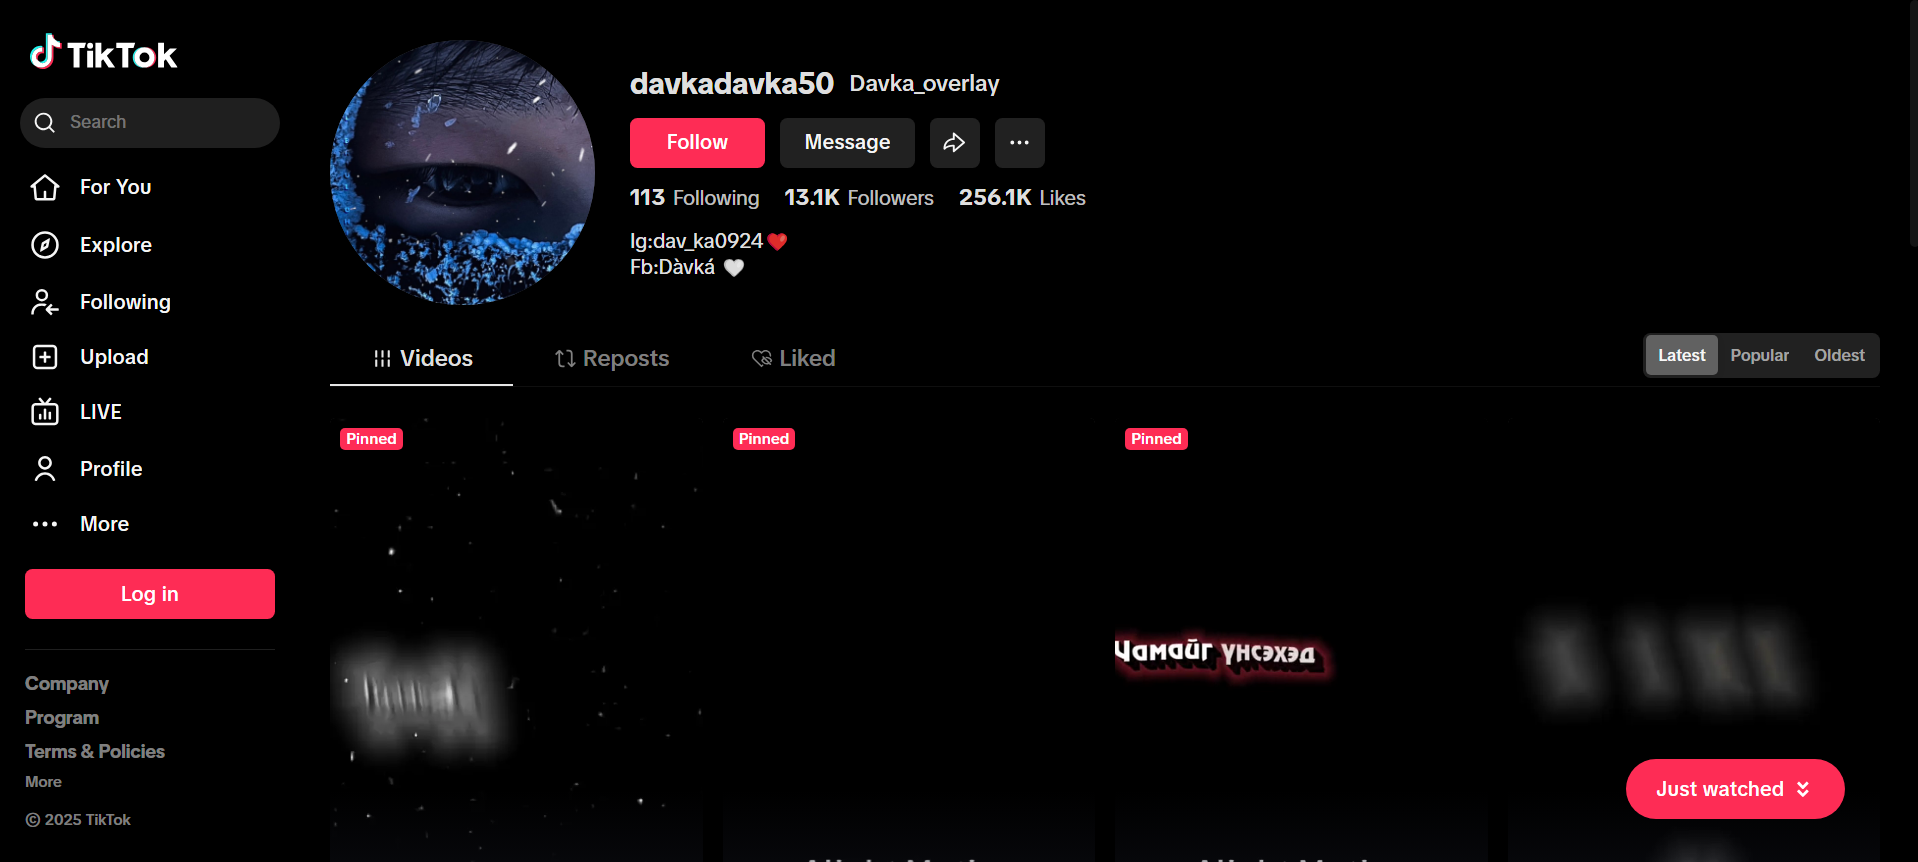 TikTok
Search
For You
Explore
Following
Upload
LIVE
Profile
More
Log in
Company
Program
Terms & Policies
More
© 2025 TikTok
davkadavka50 Davka_overlay
Follow Message
113 Following 13.1K Followers 256.1K Likes
Ig:dav_ka0924❤️
Fb:Dàvká 🤍
Videos Reposts Liked
Latest Popular Oldest
Pinned Pinned Pinned
Чамайг үнсэхэд
Just watched